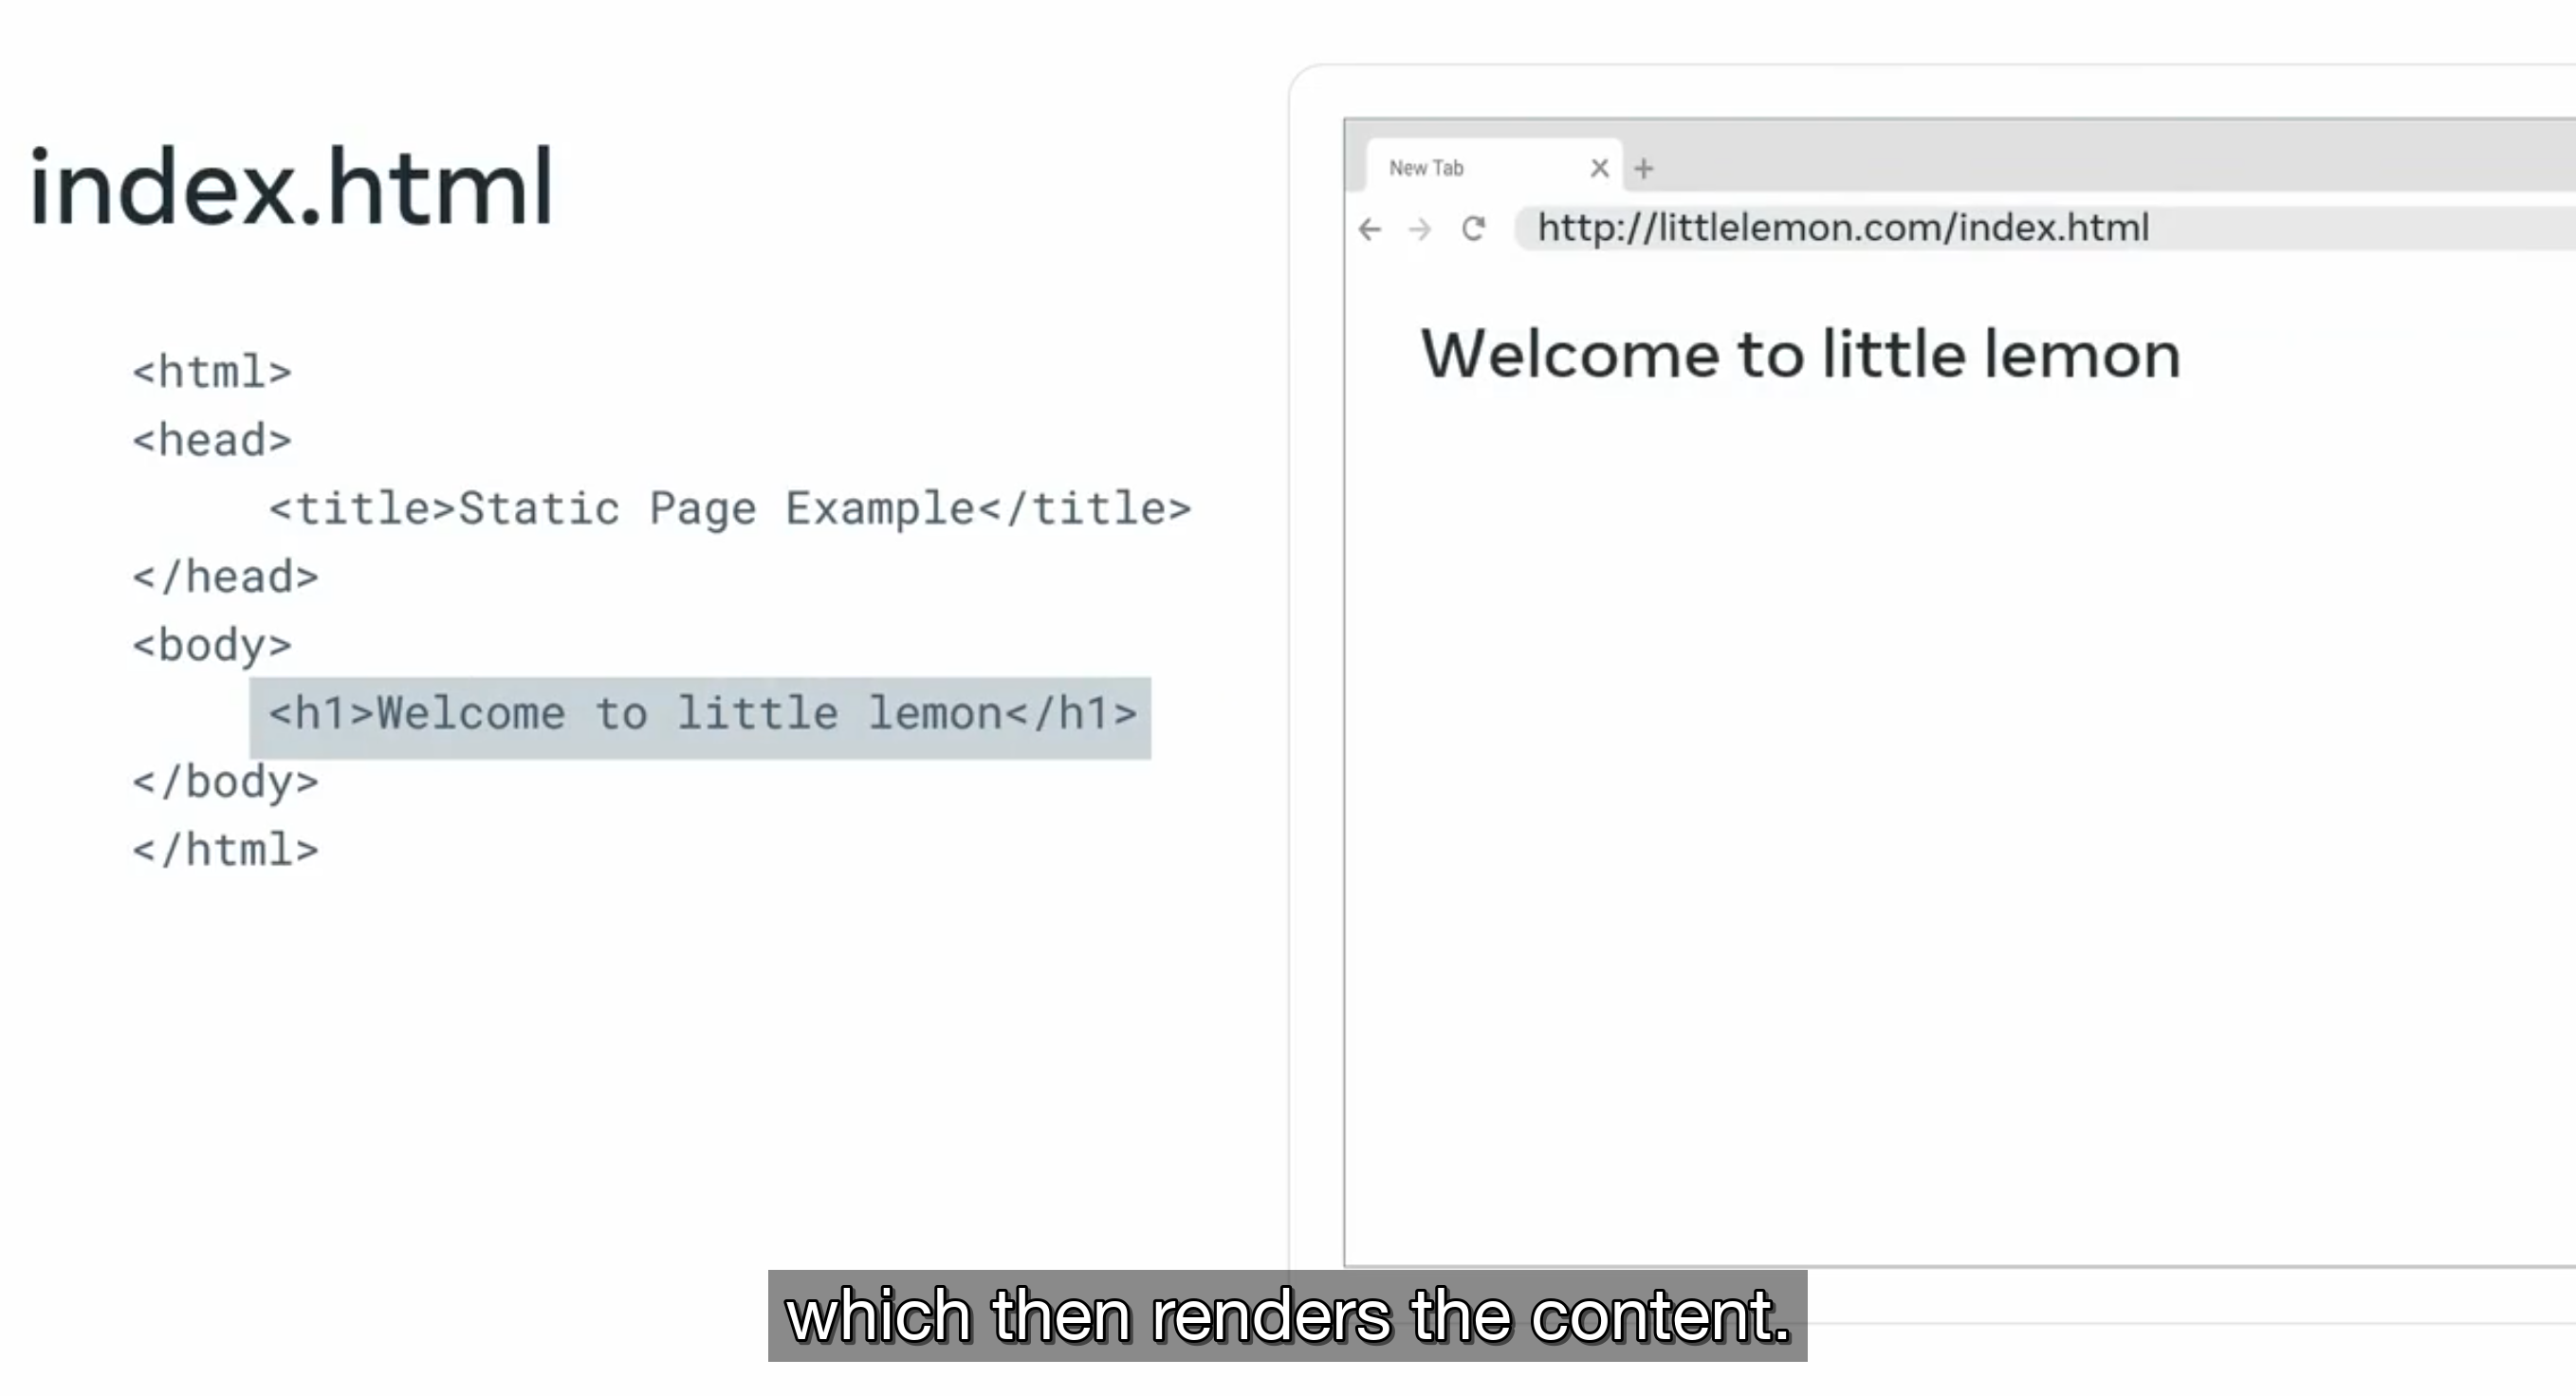 index.html
<html>
<head>
<title>Static Page Example</title>
</head>
<body>
<h1>Welcome to little lemon</h1>
</body>
</html>
New Tab
http://littlelemon.com/index.html
Welcome to little lemon
which then renders the content.